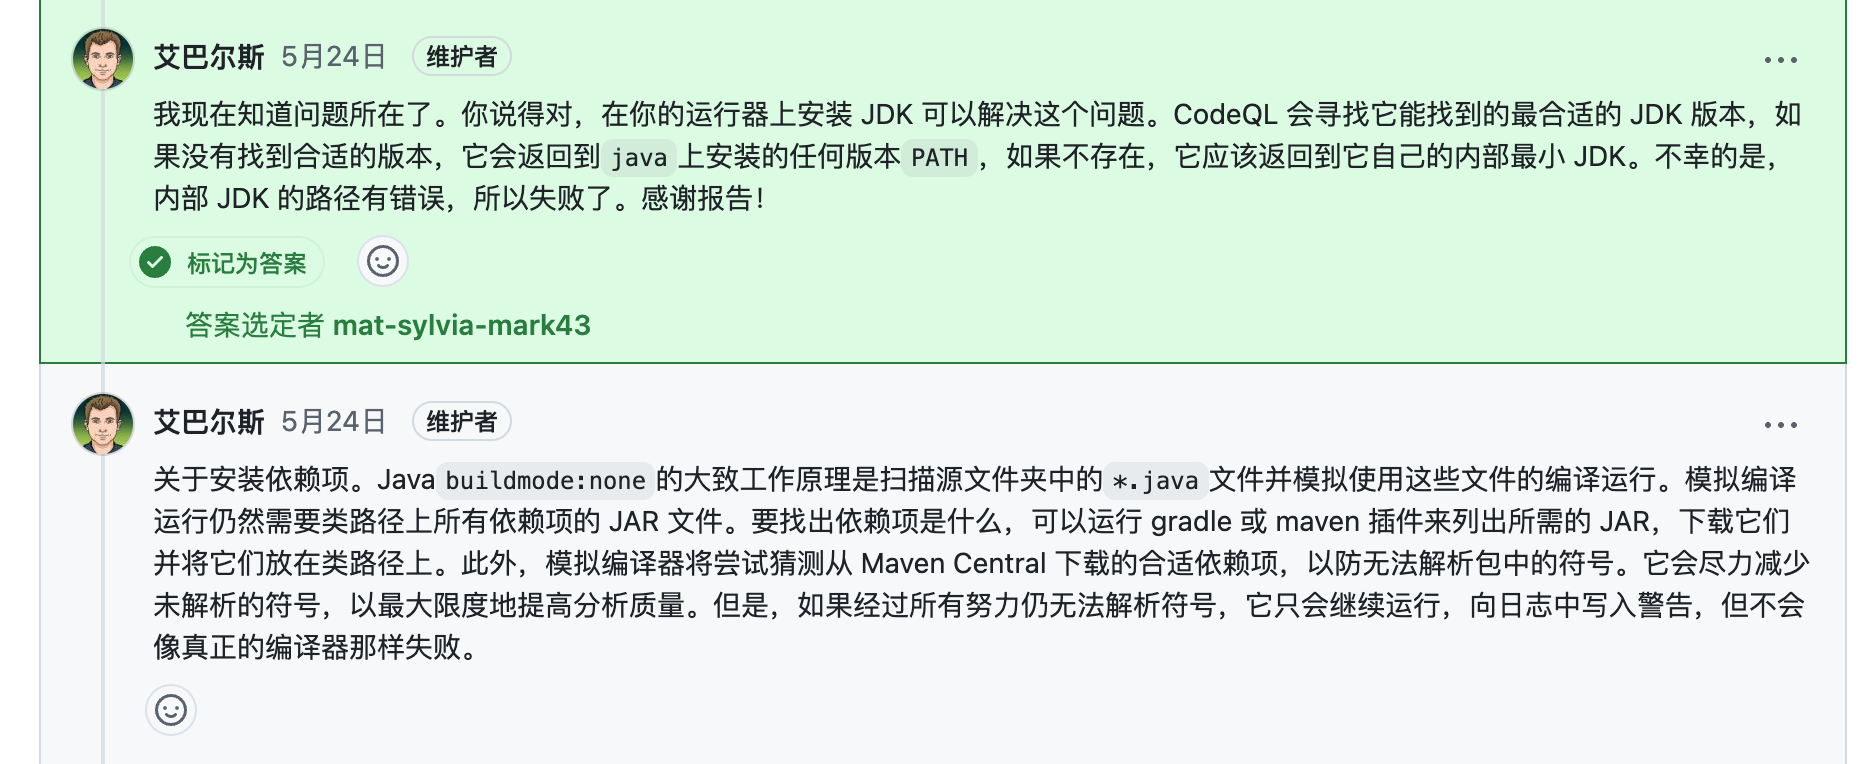 艾巴尔斯 5月24日 维护者
我现在知道问题所在了。你说得对，在你的运行器上安装 JDK 可以解决这个问题。CodeQL 会寻找它能找到的最合适的 JDK 版本，如
果没有找到合适的版本，它会返回到 java 上安装的任何版本 PATH ，如果不存在，它应该返回到它自己的内部最小 JDK。不幸的是，
内部 JDK 的路径有错误，所以失败了。感谢报告！
标记为答案
答案选定者 mat-sylvia-mark43
艾巴尔斯 5月24日 维护者
关于安装依赖项。Java buildmode:none 的大致工作原理是扫描源文件夹中的 *.java 文件并模拟使用这些文件的编译运行。模拟编译
运行仍然需要类路径上所有依赖项的 JAR 文件。要找出依赖项是什么，可以运行 gradle 或 maven 插件来列出所需的 JAR，下载它们
并将它们放在类路径上。此外，模拟编译器将尝试猜测从 Maven Central 下载的合适依赖项，以防无法解析包中的符号。它会尽力减少
未解析的符号，以最大限度地提高分析质量。但是，如果经过所有努力仍无法解析符号，它只会继续运行，向日志中写入警告，但不会
像真正的编译器那样失败。